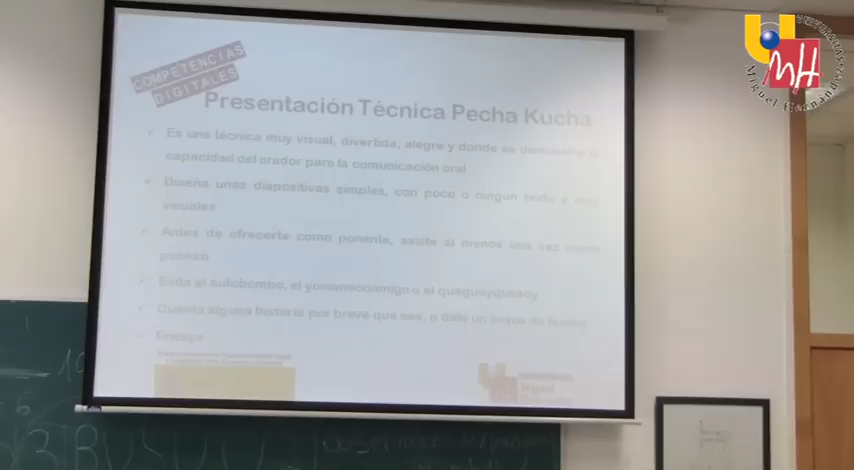 COMPETENCIAS
DIGITALES
Presentación Técnica Pecha Kucha
Es una técnica muy visual, divertida, alegre y donde se demuestra la
capacidad del orador para la comunicación oral
Diseña unas diapositivas simples, con poco o ningún texto y muy
visuales
Antes de ofrecerte como ponente, asiste al menos una vez como
público
Evita el autobombo, el yomimeconmigo o el queguayquesoy
Cuenta alguna historia por breve que sea, o dale un toque de humor
Ensaya
Miguel
UNIVERSITAS
Miguel Hernández